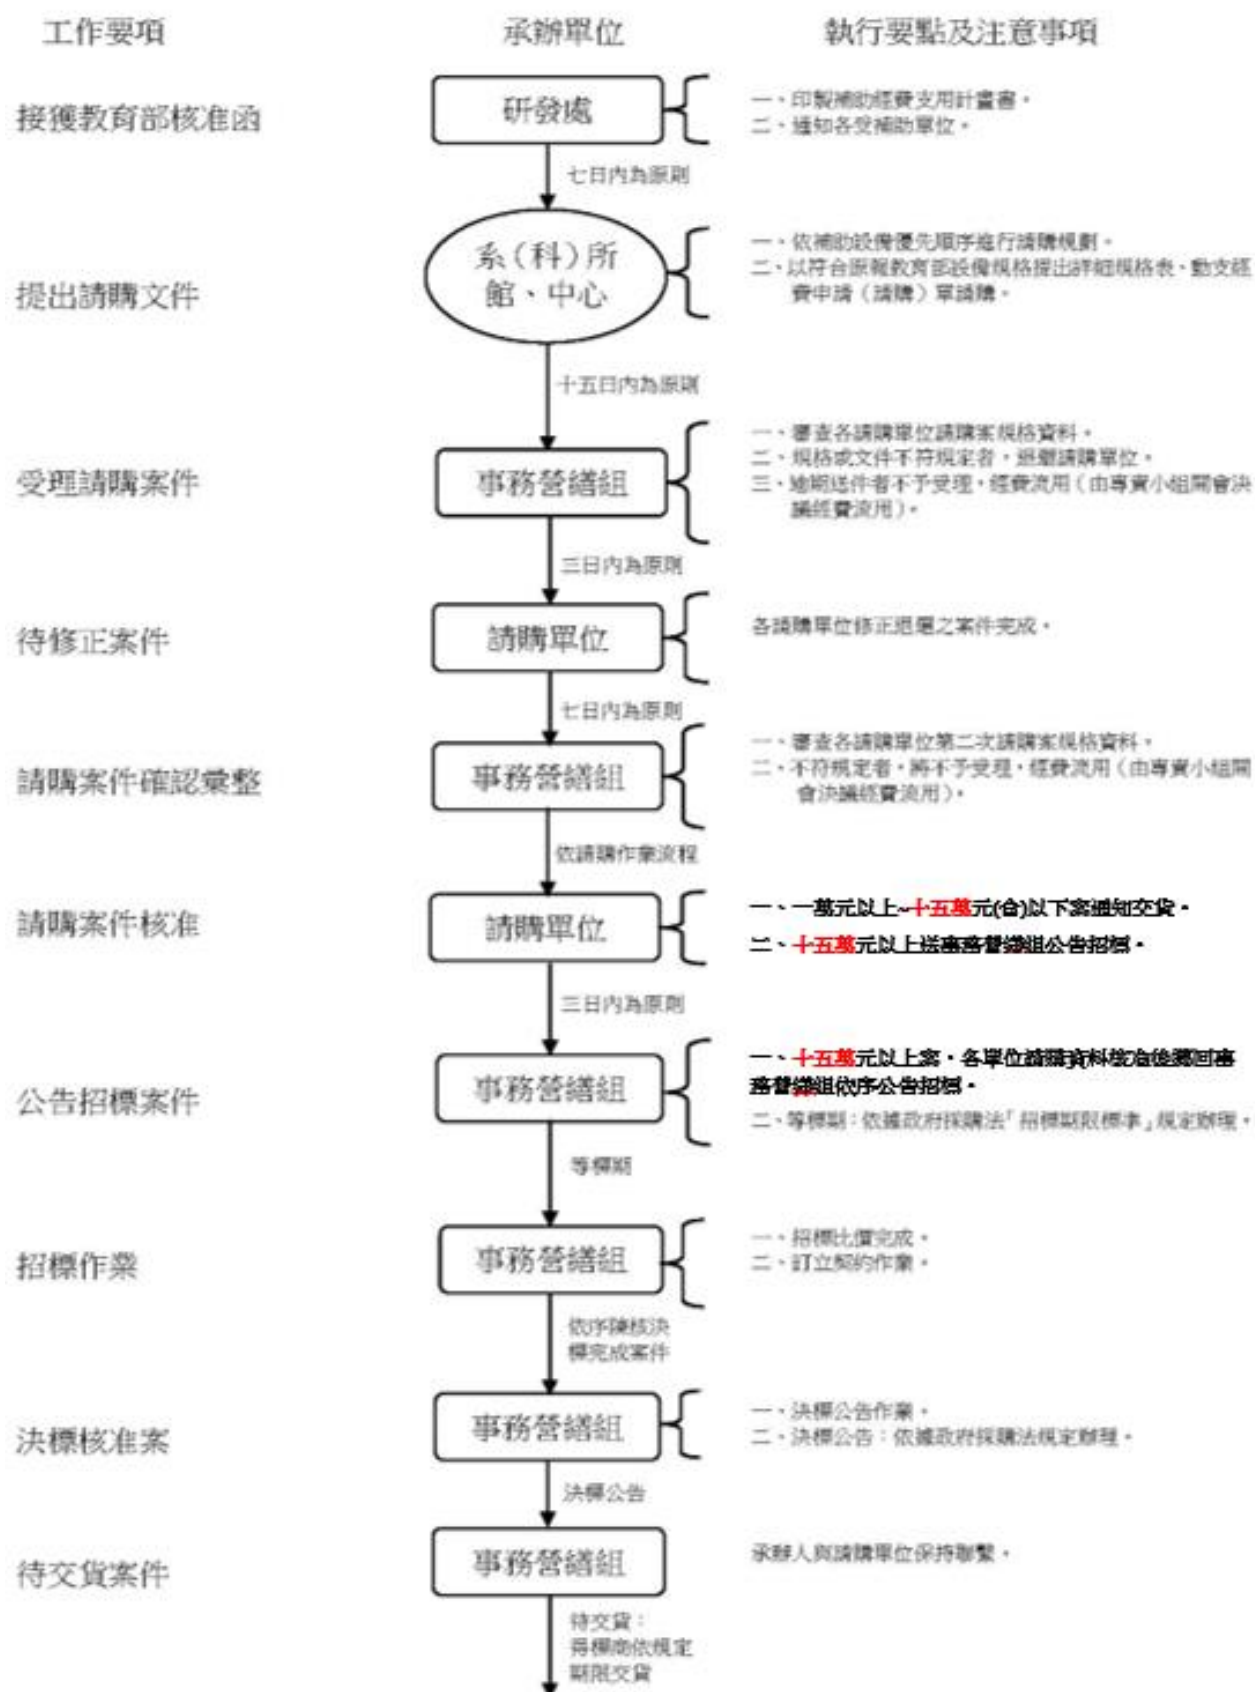 工作要項 承辦單位 執行要點及注意事項
接獲教育部核准函
研發處
一、印製補助經費支用計畫書。
二、通知各受補助單位。
七日內為原則
提出請購文件
系(科)所
館、中心
一、依補助設備優先順序進行請購規劃。
二、以符合原報教育部設備規格提出詳細規格表、動支經
費申請(請購)單請購。
十五日內為原則
受理請購案件
事務營繕組
一、審查各請購單位請購案規格資料。
二、規格或文件不符規定者,退還請購單位。
三、逾期送件者不予受理,經費流用(由專責小組開會決
議經費流用)。
三日內為原則
待修正案件
請購單位
各請購單位修正退還之案件完成。
七日內為原則
請購案件確認彙整
事務營繕組
一、審查各請購單位第二次請購案規格資料。
二、不符規定者,將不予受理,經費流用(由專責小組開
會決議經費流用)。
依請購作業流程
請購案件核准
請購單位
一、一萬元以上~十五萬元(含)以下案通知交貨。
二、十五萬元以上送事務營繕組公告招標。
三日內為原則
公告招標案件
事務營繕組
一、十五萬元以上案,各單位請購資料核准後擲回事
務營繕組依序公告招標。
二、等標期:依據政府採購法「招標期限標準」規定辦理。
等標期
招標作業
事務營繕組
一、招標比價完成。
二、訂立契約作業。
依序陳核決
標完成案件
決標核准案
事務營繕組
一、決標公告作業。
二、決標公告:依據政府採購法規定辦理。
決標公告
待交貨案件
事務營繕組
承辦人與請購單位保持聯繫。
待交貨:
得標商依規定
期限交貨